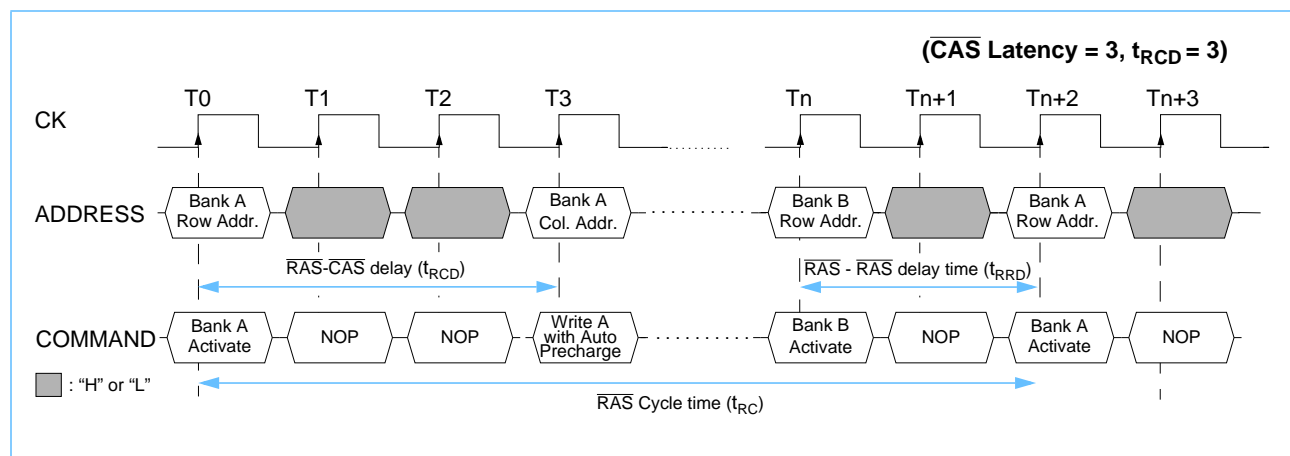 (CAS Latency = 3, tRCD = 3)
T0 T1 T2 T3 Tn Tn+1 Tn+2 Tn+3
CK
ADDRESS
Bank A
Row Addr.
Bank A
Col. Addr.
Bank B
Row Addr.
Bank A
Row Addr.
RAS-CAS delay (tRCD)
RAS - RAS delay time (tRRD)
COMMAND
Bank A
Activate
NOP
NOP
Write A
with Auto
Precharge
Bank B
Activate
NOP
Bank A
Activate
NOP
: “H” or “L”
RAS Cycle time (tRC)